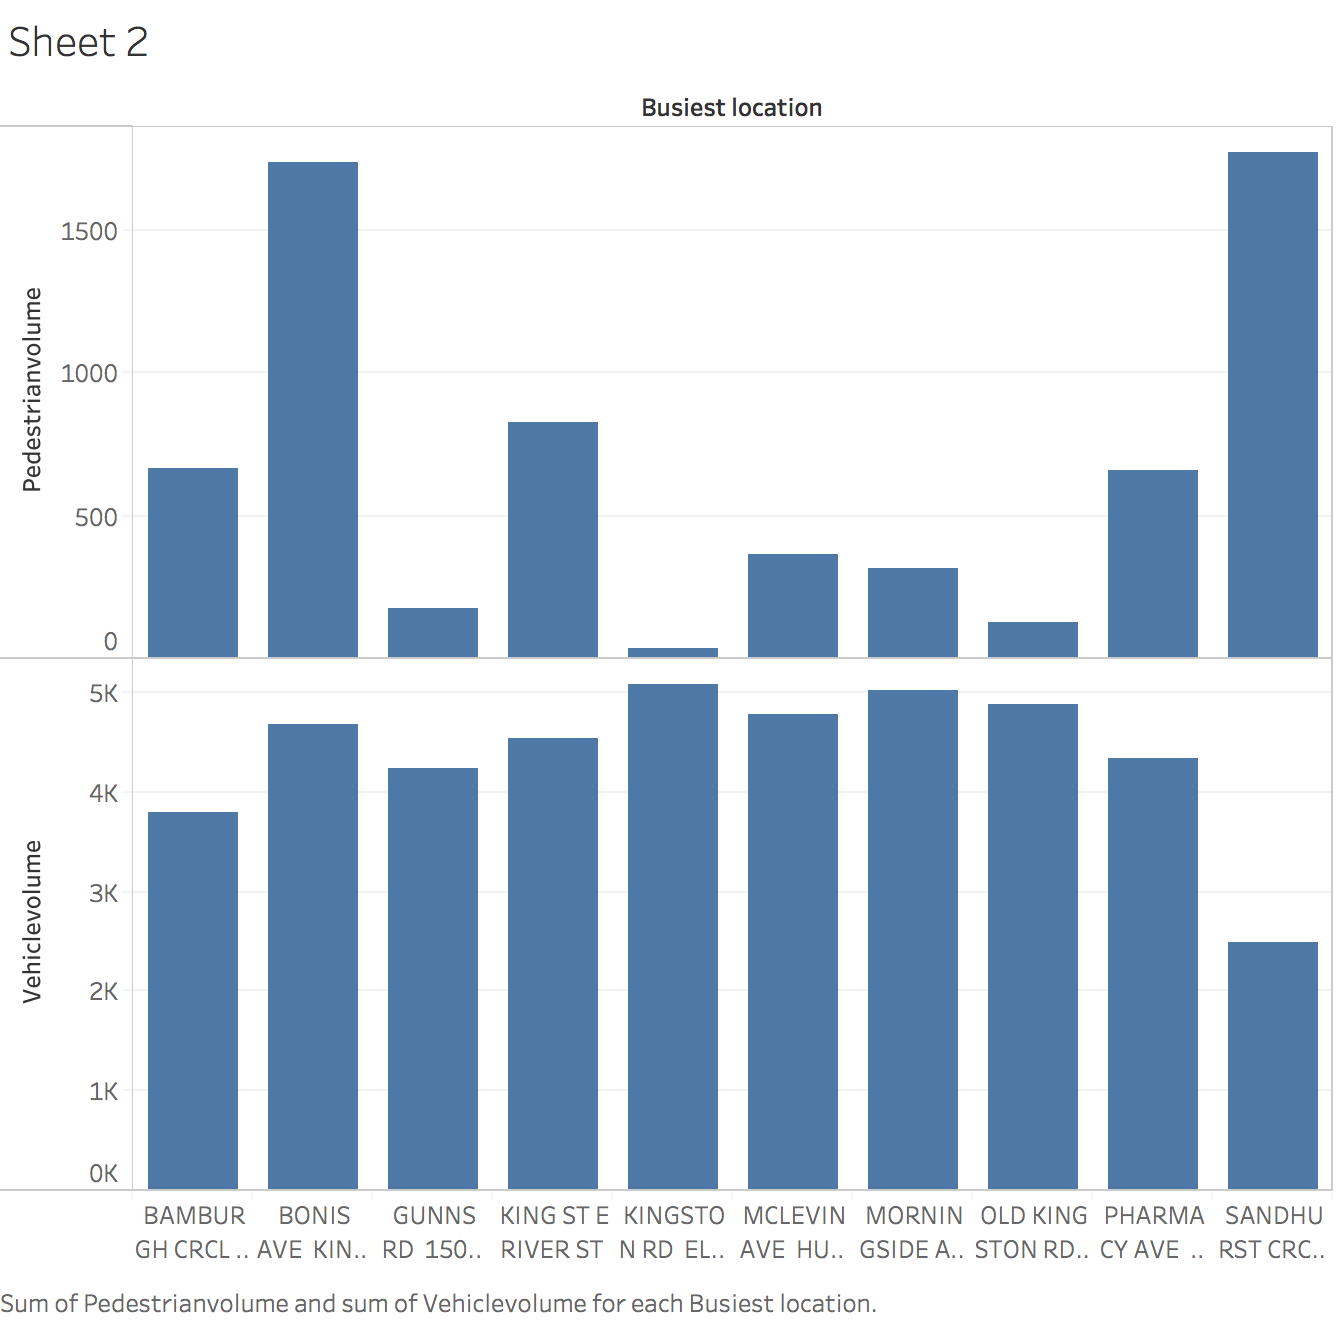 Sheet 2
Busiest location
Pedestrianvolume
1500
1000
500
0
Vehiclevolume
5K
4K
3K
2K
1K
0K
BAMBUR
GH CRCL ..
BONIS
AVE KIN..
GUNNS
RD 150..
KING ST E
RIVER ST
KINGSTO
N RD EL..
MCLEVIN
AVE HU..
MORNIN
GSIDE A..
OLD KING
STON RD..
PHARMA
CY AVE ..
SANDHU
RST CRC..
Sum of Pedestrianvolume and sum of Vehiclevolume for each Busiest location.